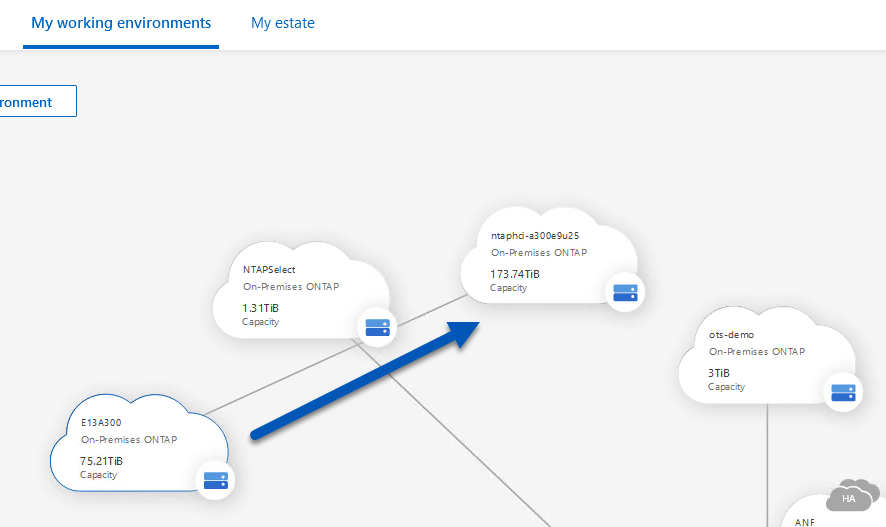 My working environments
My estate
ronment
ntaphci-a300e9u25
On-Premises ONTAP
173.74TiB
Capacity
NTAPSelect
On-Premises ONTAP
1.31TiB
Capacity
ots-demo
On-Premises ONTAP
3TiB
Capacity
E13A300
On-Premises ONTAP
75.21TiB
Capacity
HA
ANF